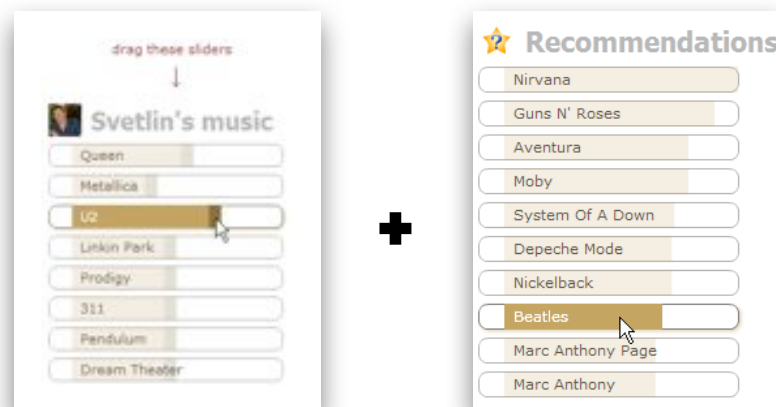 drag these sliders
Svetlin's music
Queen
Metallica
U2
Linkin Park
Prodigy
311
Pendulum
Dream Theater
Recommendations
Nirvana
Guns N' Roses
Aventura
Moby
System Of A Down
Depeche Mode
Nickelback
Beatles
Marc Anthony Page
Marc Anthony